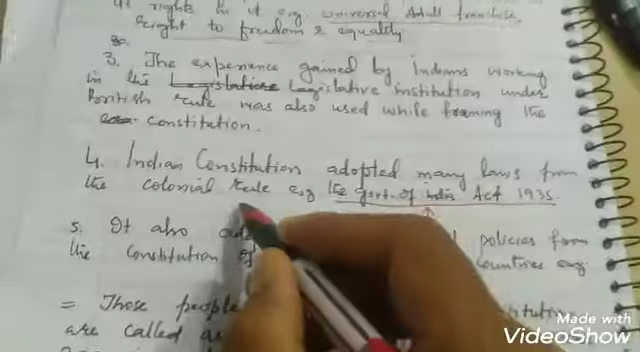 rights in it e.g. universal Adult franchise,
right to freedom & equality
3. The experience gained by Indians working
in the Legislative Legislative institution under
British rule was also used while framing the
constitution.
4. Indian Constitution adopted many laws from
the colonial rule e.g the govt. of india Act 1935.
5. It also policies from
the Constitution of countries e.g.
= Those people
are called as
Made with
VideoShow